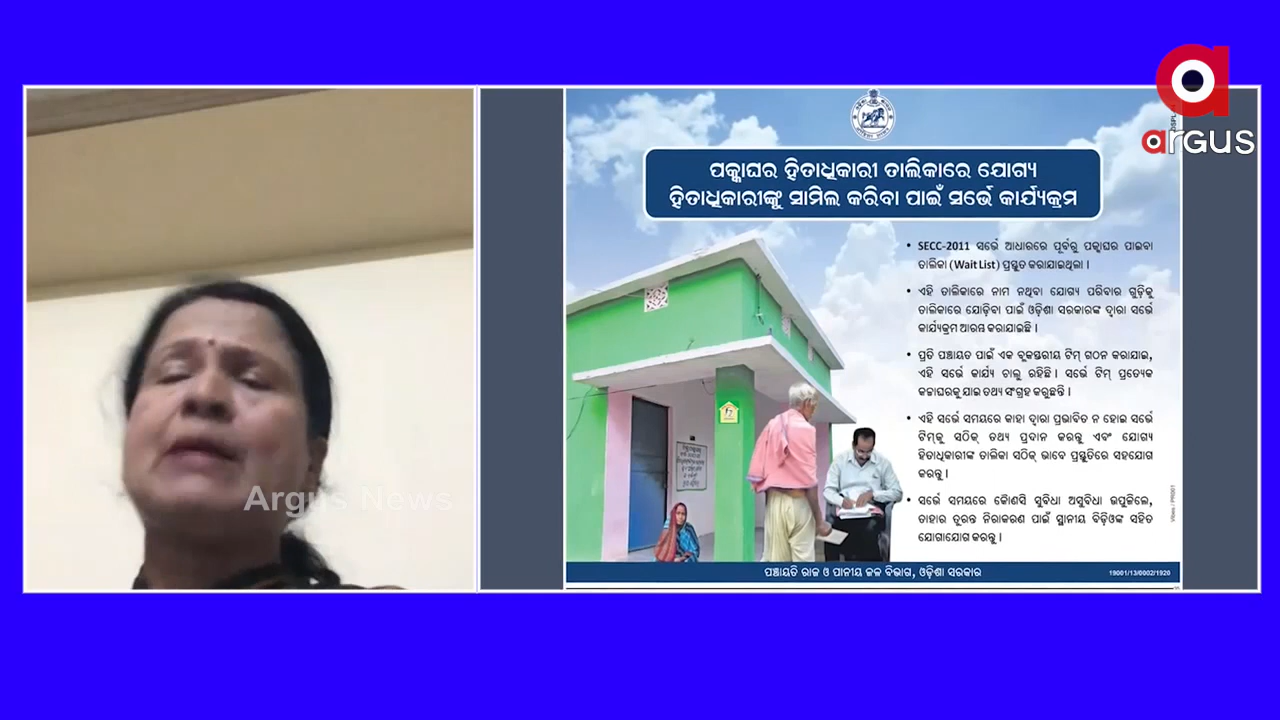 argus
ପକ୍କାଘର ହିତାଧିକାରୀ ତାଲିକାରେ ଯୋଗ୍ୟ
ହିତାଧିକାରୀଙ୍କୁ ସାମିଲ କରିବା ପାଇଁ ସର୍ଭେ କାର୍ଯ୍ୟକ୍ରମ
• SECC-2011 ସର୍ଭେ ଆଧାରରେ ପୂର୍ବରୁ ପକ୍କାଘର ପାଇବା
ତାଲିକା (Wait List) ପ୍ରସ୍ତୁତ କରାଯାଇଥିଲା ।
• ଏହି ତାଲିକାରେ ନାମ ନଥିବା ଯୋଗ୍ୟ ପରିବାର ଗୁଡ଼ିକୁ
ତାଲିକାରେ ଯୋଡ଼ିବା ପାଇଁ ଓଡ଼ିଶା ସରକାରଙ୍କ ଦ୍ୱାରା ସର୍ଭେ
କାର୍ଯ୍ୟକ୍ରମ ଆରମ୍ଭ କରାଯାଇଛି ।
• ପ୍ରତି ପଞ୍ଚାୟତ ପାଇଁ ଏକ ବ୍ଲକସ୍ତରୀୟ ଟିମ୍ ଗଠନ କରାଯାଇ,
ଏହି ସର୍ଭେ କାର୍ଯ୍ୟ ଚାଲୁ ରହିଛି । ସର୍ଭେ ଟିମ୍ ପ୍ରତ୍ୟେକ
କଚ୍ଚାଘରକୁ ଯାଇ ତଥ୍ୟ ସଂଗ୍ରହ କରୁଛନ୍ତି ।
• ଏହି ସର୍ଭେ ସମୟରେ କାହା ଦ୍ୱାରା ପ୍ରଭାବିତ ନ ହୋଇ ସର୍ଭେ
ଟିମ୍‌କୁ ସଠିକ୍ ତଥ୍ୟ ପ୍ରଦାନ କରନ୍ତୁ ଏବଂ ଯୋଗ୍ୟ
ହିତାଧିକାରୀଙ୍କ ତାଲିକା ସଠିକ୍ ଭାବେ ପ୍ରସ୍ତୁତିରେ ସହଯୋଗ
କରନ୍ତୁ ।
• ସର୍ଭେ ସମୟରେ କୌଣସି ସୁବିଧା ଅସୁବିଧା ଉପୁଜିଲେ,
ତାହାର ତୁରନ୍ତ ନିରାକରଣ ପାଇଁ ସ୍ଥାନୀୟ ବିଡ଼ିଓଙ୍କ ସହିତ
ଯୋଗାଯୋଗ କରନ୍ତୁ ।
ପଞ୍ଚାୟତି ରାଜ ଓ ପାନୀୟ ଜଳ ବିଭାଗ, ଓଡ଼ିଶା ସରକାର
19001/13/0002/1920
Argus News